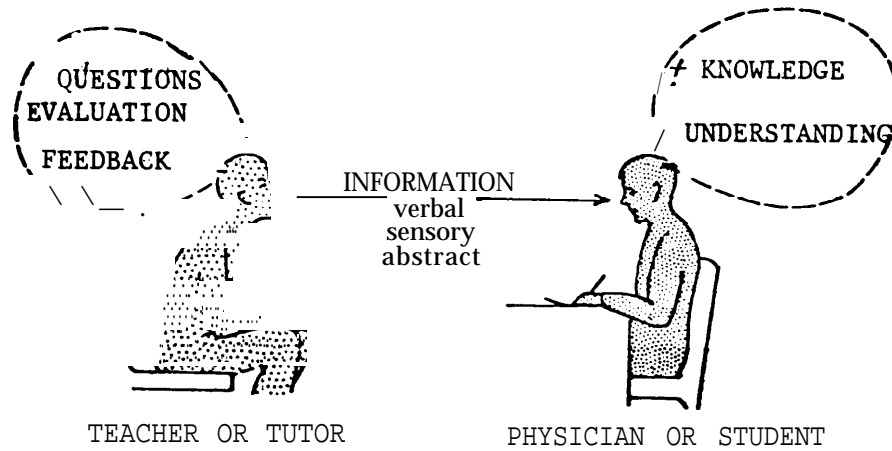 QUESTIONS
EVALUATION
FEEDBACK
INFORMATION
verbal
sensory
abstract
+ KNOWLEDGE
UNDERSTANDING
TEACHER OR TUTOR
PHYSICIAN OR STUDENT